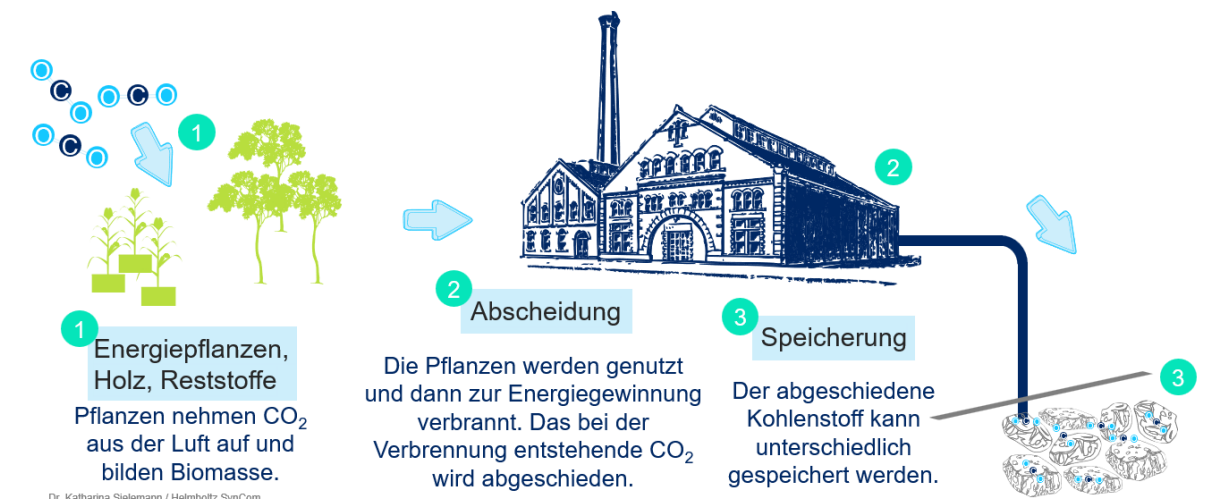 O
C
O
O
C
O
O
C
O
1
2
1
Energiepflanzen,
Holz, Reststoffe
Pflanzen nehmen CO₂
aus der Luft auf und
bilden Biomasse.
2
Abscheidung
Die Pflanzen werden genutzt
und dann zur Energiegewinnung
verbrannt. Das bei der
Verbrennung entstehende CO₂
wird abgeschieden.
3
Speicherung
Der abgeschiedene
Kohlenstoff kann
unterschiedlich
gespeichert werden.
3
Dr. Katharina Sielemann / Helmholtz SynCom